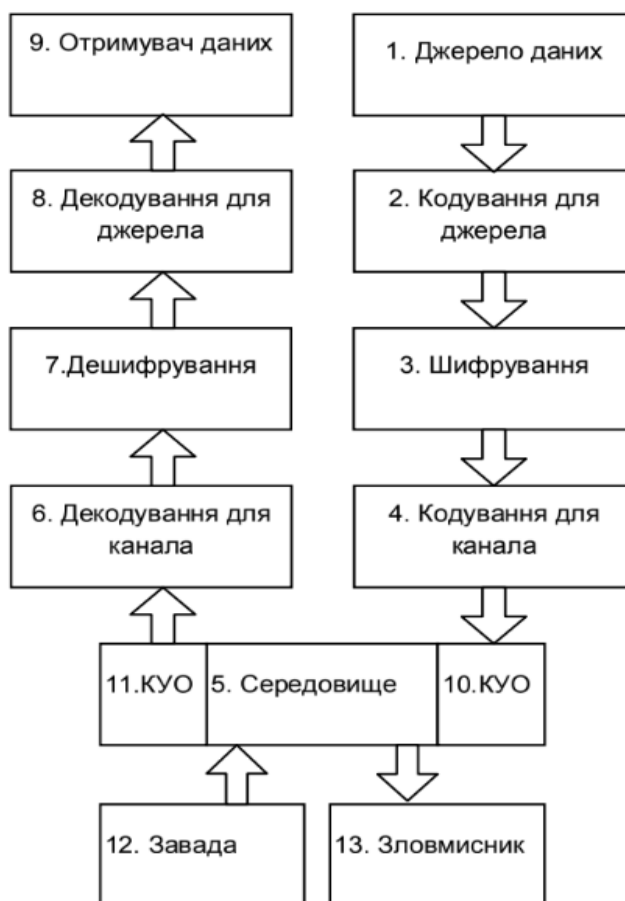 9. Отримувач даних
1. Джерело даних
8. Декодування для
джерела
2. Кодування для
джерела
7.Дешифрування
3. Шифрування
6. Декодування для
канала
4. Кодування для
канала
11.КУО
5. Середовище
10.КУО
12. Завада
13. Зловмисник